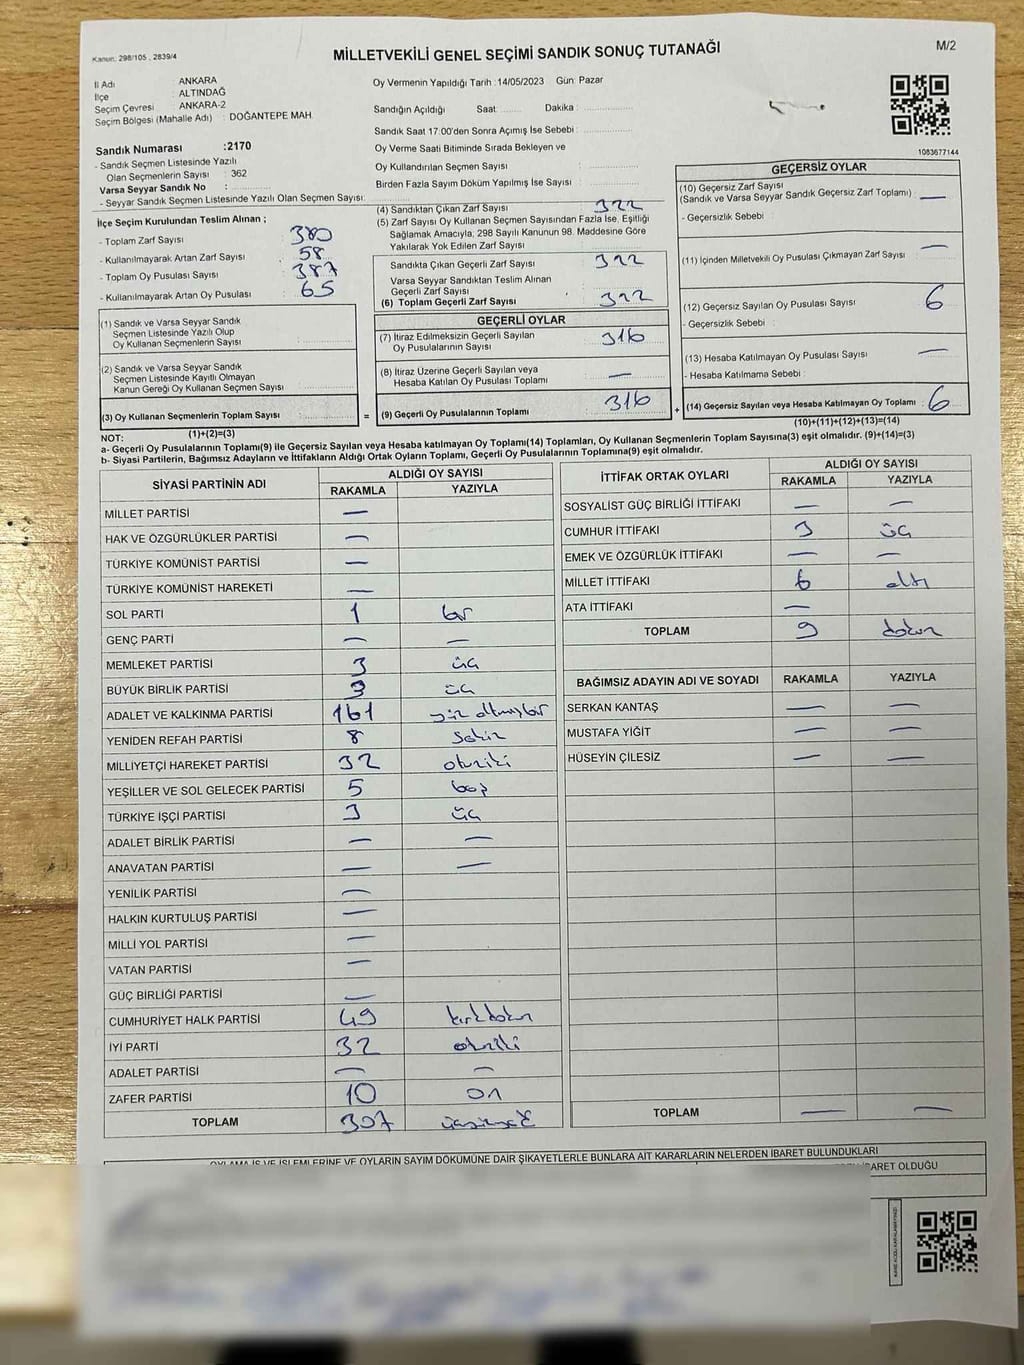 Kanun: 298/105 , 2839/4
MİLLETVEKİLİ GENEL SEÇİMİ SANDIK SONUÇ TUTANAĞI
M/2
İl Adı : ANKARA
İlçe : ALTINDAĞ
Seçim Çevresi : ANKARA-2
Seçim Bölgesi (Mahalle Adı) : DOĞANTEPE MAH.
Sandık Numarası :2170
- Sandık Seçmen Listesinde Yazılı
Olan Seçmenlerin Sayısı : 362
Varsa Seyyar Sandık No :
- Seyyar Sandık Seçmen Listesinde Yazılı Olan Seçmen Sayısı:
Oy Vermenin Yapıldığı Tarih :14/05/2023 Gün: Pazar
Sandığın Açıldığı Saat: Dakika :
Sandık Saat 17:00'den Sonra Açımış İse Sebebi :
Oy Verme Saati Bitiminde Sırada Bekleyen ve
Oy Kullandırılan Seçmen Sayısı :
Birden Fazla Sayım Döküm Yapılmış İse Sayısı :
1083677144
İlçe Seçim Kurulundan Teslim Alınan ;
- Toplam Zarf Sayısı : 380
- Kullanılmayarak Artan Zarf Sayısı : 58
- Toplam Oy Pusulası Sayısı : 387
- Kullanılmayarak Artan Oy Pusulası : 65
(1) Sandık ve Varsa Seyyar Sandık
Seçmen Listesinde Yazılı Olup
Oy Kullanan Seçmenlerin Sayısı :
(2) Sandık ve Varsa Seyyar Sandık
Seçmen Listesinde Kayıtlı Olmayan
Kanun Gereği Oy Kullanan Seçmen Sayısı :
(3) Oy Kullanan Seçmenlerin Toplam Sayısı :
(1)+(2)=(3)
(4) Sandıktan Çıkan Zarf Sayısı : 322
(5) Zarf Sayısı Oy Kullanan Seçmen Sayısından Fazla İse, Eşitliği
Sağlamak Amacıyla; 298 Sayılı Kanunun 98. Maddesine Göre
Yakılarak Yok Edilen Zarf Sayısı :
Sandıkta Çıkan Geçerli Zarf Sayısı : 322
Varsa Seyyar Sandıktan Teslim Alınan
Geçerli Zarf Sayısı :
(6) Toplam Geçerli Zarf Sayısı : 322
GEÇERLİ OYLAR
(7) İtiraz Edilmeksizin Geçerli Sayılan
Oy Pusulalarının Sayısı : 316
(8) İtiraz Üzerine Geçerli Sayılan veya
Hesaba Katılan Oy Pusulası Toplamı : —
= (9) Geçerli Oy Pusulalarının Toplamı : 316
GEÇERSİZ OYLAR
(10) Geçersiz Zarf Sayısı
(Sandık ve Varsa Seyyar Sandık Geçersiz Zarf Toplamı) : —
- Geçersizlik Sebebi :
(11) İçinden Milletvekili Oy Pusulası Çıkmayan Zarf Sayısı : —
(12) Geçersiz Sayılan Oy Pusulası Sayısı : 6
- Geçersizlik Sebebi :
(13) Hesaba Katılmayan Oy Pusulası Sayısı : —
- Hesaba Katılmama Sebebi :
+ (14) Geçersiz Sayılan veya Hesaba Katılmayan Oy Toplamı : 6
(10)+(11)+(12)+(13)=(14)
NOT:
a- Geçerli Oy Pusulalarının Toplamı(9) ile Geçersiz Sayılan veya Hesaba katılmayan Oy Toplamı(14) Toplamları, Oy Kullanan Seçmenlerin Toplam Sayısına(3) eşit olmalıdır. (9)+(14)=(3)
b- Siyasi Partilerin, Bağımsız Adayların ve İttifakların Aldığı Ortak Oyların Toplamı, Geçerli Oy Pusulalarının Toplamına(9) eşit olmalıdır.
SİYASİ PARTİNİN ADI ALDIĞI OY SAYISI
RAKAMLA YAZIYLA
MİLLET PARTİSİ —
HAK VE ÖZGÜRLÜKLER PARTİSİ —
TÜRKİYE KOMÜNİST PARTİSİ —
TÜRKİYE KOMÜNİST HAREKETİ —
SOL PARTİ 1 bir
GENÇ PARTİ — —
MEMLEKET PARTİSİ 3 üç
BÜYÜK BİRLİK PARTİSİ 3 üç
ADALET VE KALKINMA PARTİSİ 161 yüz altmışbir
YENİDEN REFAH PARTİSİ 8 Sekiz
MİLLİYETÇİ HAREKET PARTİSİ 32 otuziki
YEŞİLLER VE SOL GELECEK PARTİSİ 5 beş
TÜRKİYE İŞÇİ PARTİSİ 3 üç
ADALET BİRLİK PARTİSİ — —
ANAVATAN PARTİSİ — —
YENİLİK PARTİSİ —
HALKIN KURTULUŞ PARTİSİ —
MİLLİ YOL PARTİSİ —
VATAN PARTİSİ —
GÜÇ BİRLİĞİ PARTİSİ —
CUMHURİYET HALK PARTİSİ 49 kırkdokuz
İYİ PARTİ 32 otuziki
ADALET PARTİSİ — —
ZAFER PARTİSİ 10 on
TOPLAM 307 üçyüzyedi
İTTİFAK ORTAK OYLARI ALDIĞI OY SAYISI
RAKAMLA YAZIYLA
SOSYALİST GÜÇ BİRLİĞİ İTTİFAKI — —
CUMHUR İTTİFAKI 3 üç
EMEK VE ÖZGÜRLÜK İTTİFAKI — —
MİLLET İTTİFAKI 6 altı
ATA İTTİFAKI —
TOPLAM 9 dokuz
BAĞIMSIZ ADAYIN ADI VE SOYADI RAKAMLA YAZIYLA
SERKAN KANTAŞ — —
MUSTAFA YİĞİT — —
HÜSEYİN ÇİLESİZ — —
TOPLAM — —
OYLAMA İŞ VE İŞLEMLERİNE VE OYLARIN SAYIM DÖKÜMÜNE DAİR ŞİKAYETLERLE BUNLARA AİT KARARLARIN NELERDEN İBARET BULUNDUKLARI
İBARET OLDUĞU